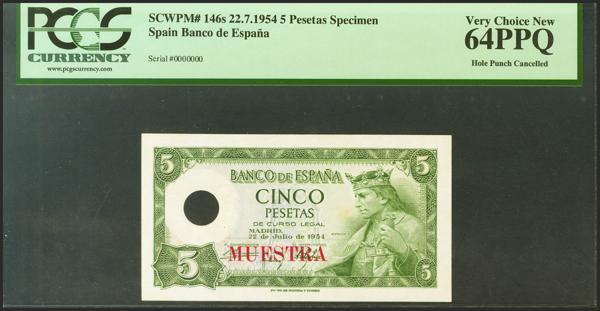 PCGS
CURRENCY
www.pcgscurrency.com
SCWPM# 146s 22.7.1954 5 Pesetas Specimen
Spain Banco de España
Serial #0000000
Very Choice New
64PPQ
Hole Punch Cancelled
5
BANCO DE ESPAÑA
CINCO
PESETAS
DE CURSO LEGAL
MADRID,
22 de Julio de 1954
MUESTRA
5